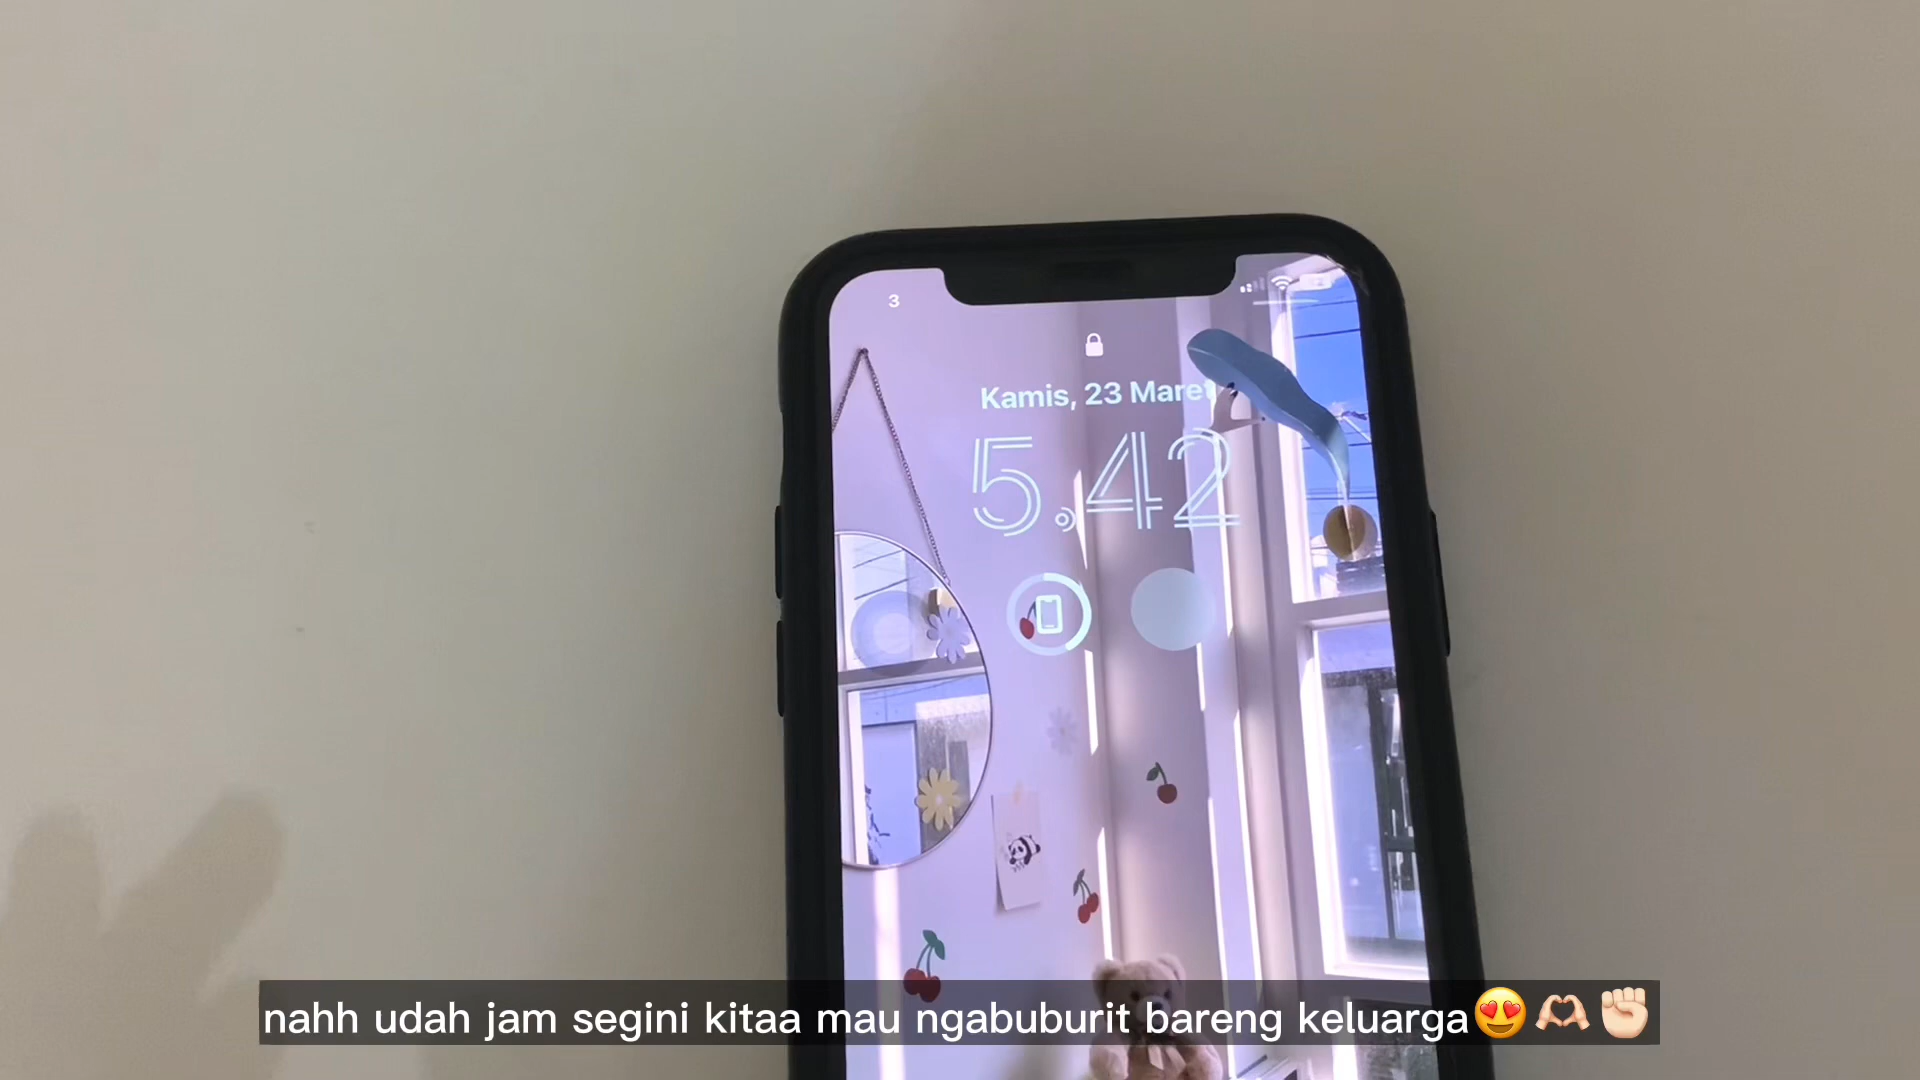 3
Kamis, 23 Maret
5.42
nahh udah jam segini kitaa mau ngabuburit bareng keluarga😍🫶🏻✊🏻